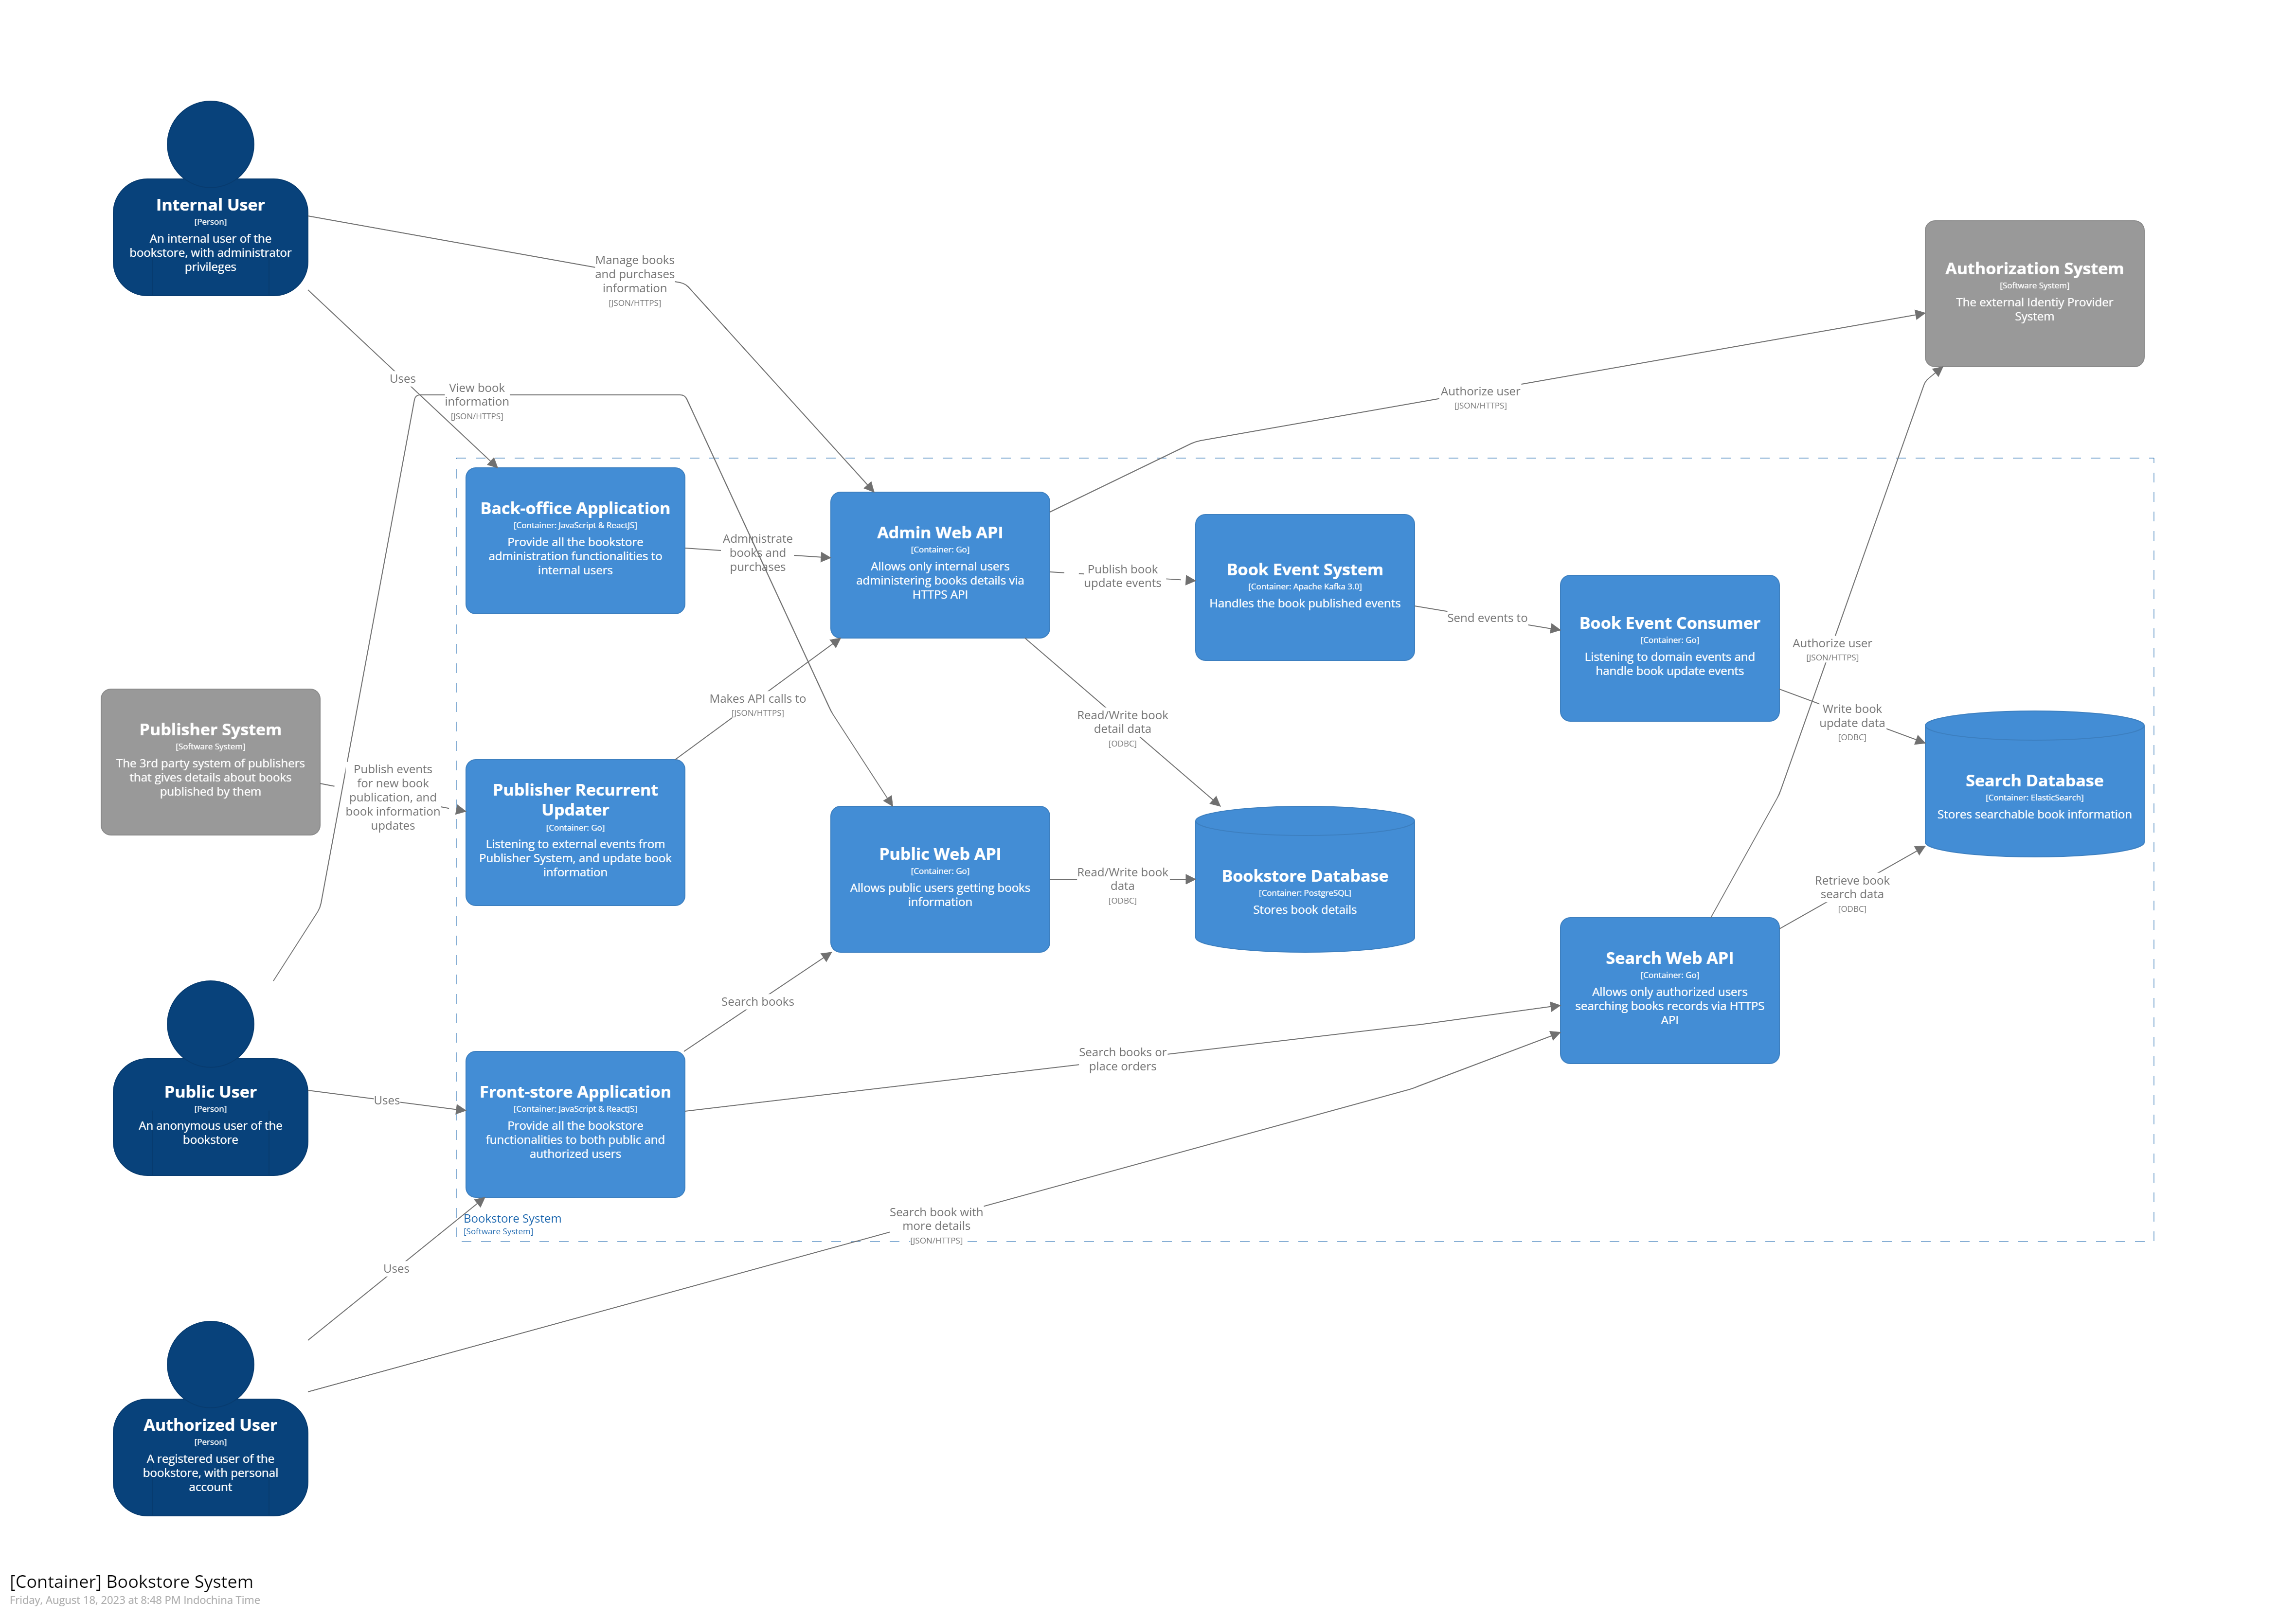 Internal User
[Person]
An internal user of the
bookstore, with administrator
privileges
Manage books
and purchases
information
[JSON/HTTPS]
Authorization System
[Software System]
The external Identiy Provider
System
Uses
View book
information
[JSON/HTTPS]
Authorize user
[JSON/HTTPS]
Back-office Application
[Container: JavaScript & ReactJS]
Provide all the bookstore
administration functionalities to
internal users
Administrate
books and
purchases
Admin Web API
[Container: Go]
Allows only internal users
administering books details via
HTTPS API
Publish book
update events
Book Event System
[Container: Apache Kafka 3.0]
Handles the book published events
Send events to
Book Event Consumer
[Container: Go]
Listening to domain events and
handle book update events
Authorize user
[JSON/HTTPS]
Write book
update data
[ODBC]
Makes API calls to
[JSON/HTTPS]
Read/Write book
detail data
[ODBC]
Publisher System
[Software System]
The 3rd party system of publishers
that gives details about books
published by them
Publish events
for new book
publication, and
book information
updates
Publisher Recurrent
Updater
[Container: Go]
Listening to external events from
Publisher System, and update book
information
Search Database
[Container: ElasticSearch]
Stores searchable book information
Public Web API
[Container: Go]
Allows public users getting books
information
Read/Write book
data
[ODBC]
Bookstore Database
[Container: PostgreSQL]
Stores book details
Retrieve book
search data
[ODBC]
Search Web API
[Container: Go]
Allows only authorized users
searching books records via HTTPS
API
Search books
Search books or
place orders
Public User
[Person]
An anonymous user of the
bookstore
Uses
Front-store Application
[Container: JavaScript & ReactJS]
Provide all the bookstore
functionalities to both public and
authorized users
Bookstore System
[Software System]
Search book with
more details
[JSON/HTTPS]
Uses
Authorized User
[Person]
A registered user of the
bookstore, with personal
account
[Container] Bookstore System
Friday, August 18, 2023 at 8:48 PM Indochina Time